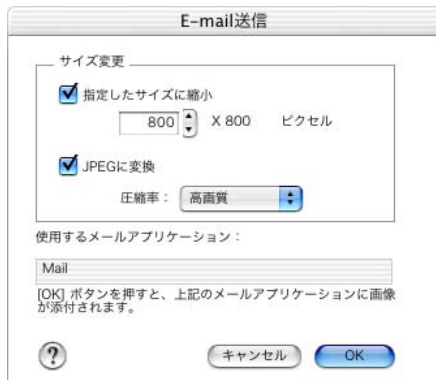 E-mail送信
サイズ変更
指定したサイズに縮小
800 X 800 ピクセル
JPEGに変換
圧縮率： 高画質
使用するメールアプリケーション：
Mail
[OK] ボタンを押すと、上記のメールアプリケーションに画像
が添付されます。
? キャンセル OK